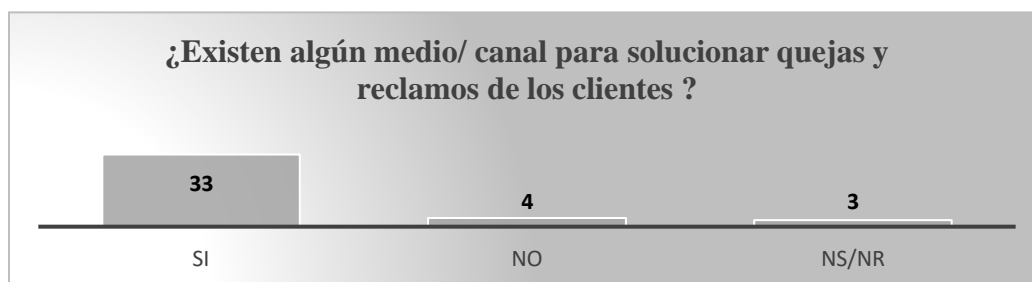 ¿Existen algún medio/ canal para solucionar quejas y
reclamos de los clientes ?
33
4
3
SI
NO
NS/NR